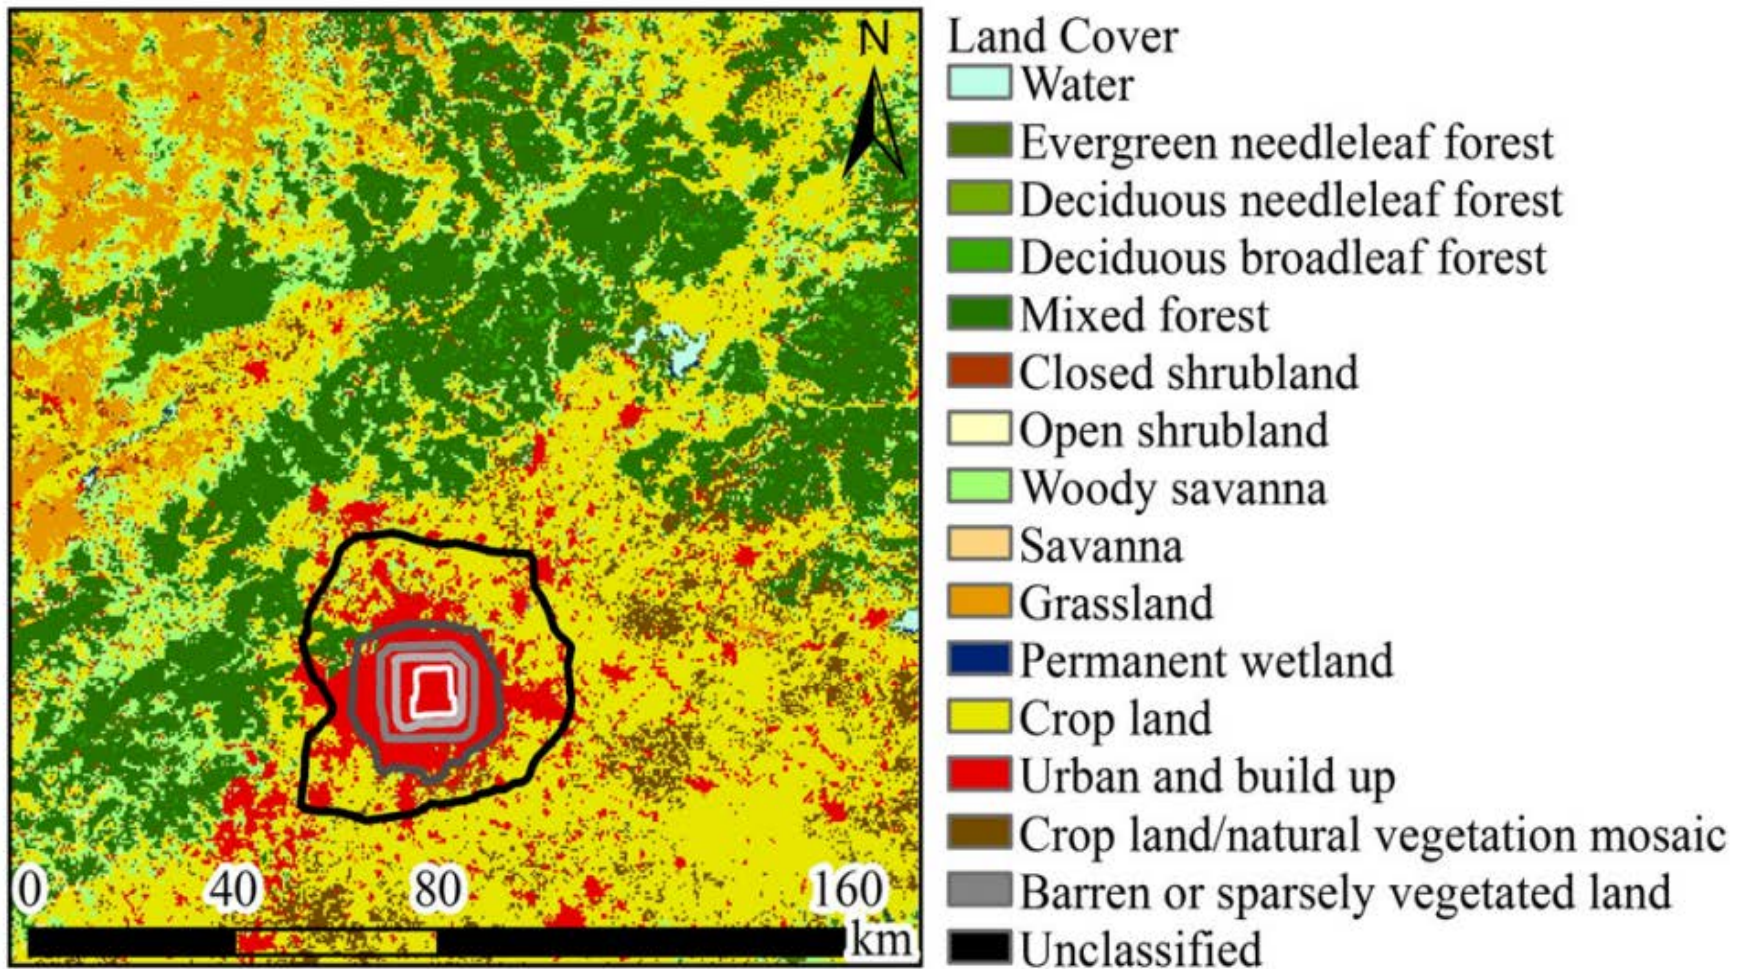 N
0 40 80 160
km
Land Cover
Water
Evergreen needleleaf forest
Deciduous needleleaf forest
Deciduous broadleaf forest
Mixed forest
Closed shrubland
Open shrubland
Woody savanna
Savanna
Grassland
Permanent wetland
Crop land
Urban and build up
Crop land/natural vegetation mosaic
Barren or sparsely vegetated land
Unclassified